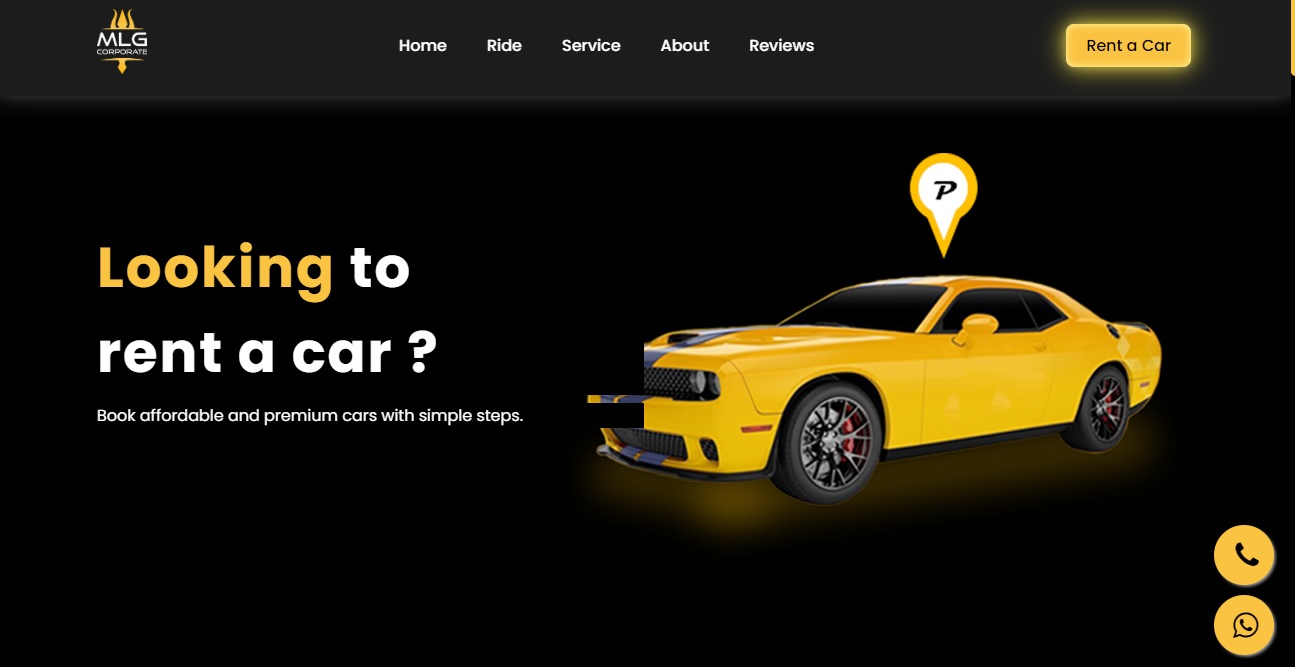 MLG
CORPORATE
Home
Ride
Service
About
Reviews
Rent a Car
P
Looking to
rent a car ?
Book affordable and premium cars with simple steps.